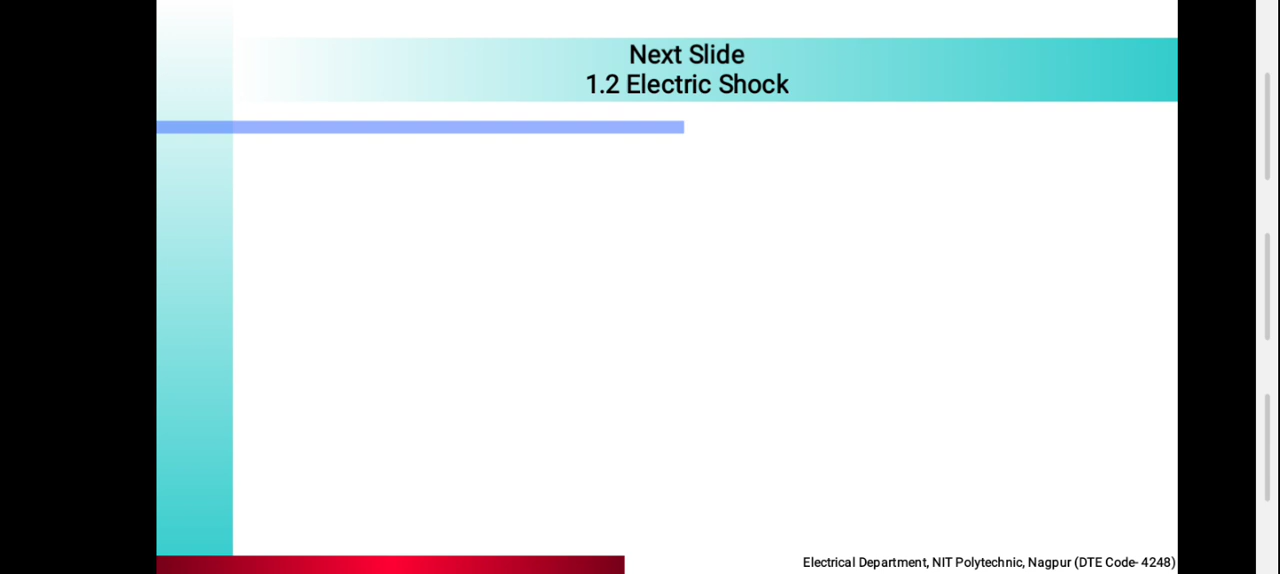 Next Slide
1.2 Electric Shock
Electrical Department, NIT Polytechnic, Nagpur (DTE Code- 4248)